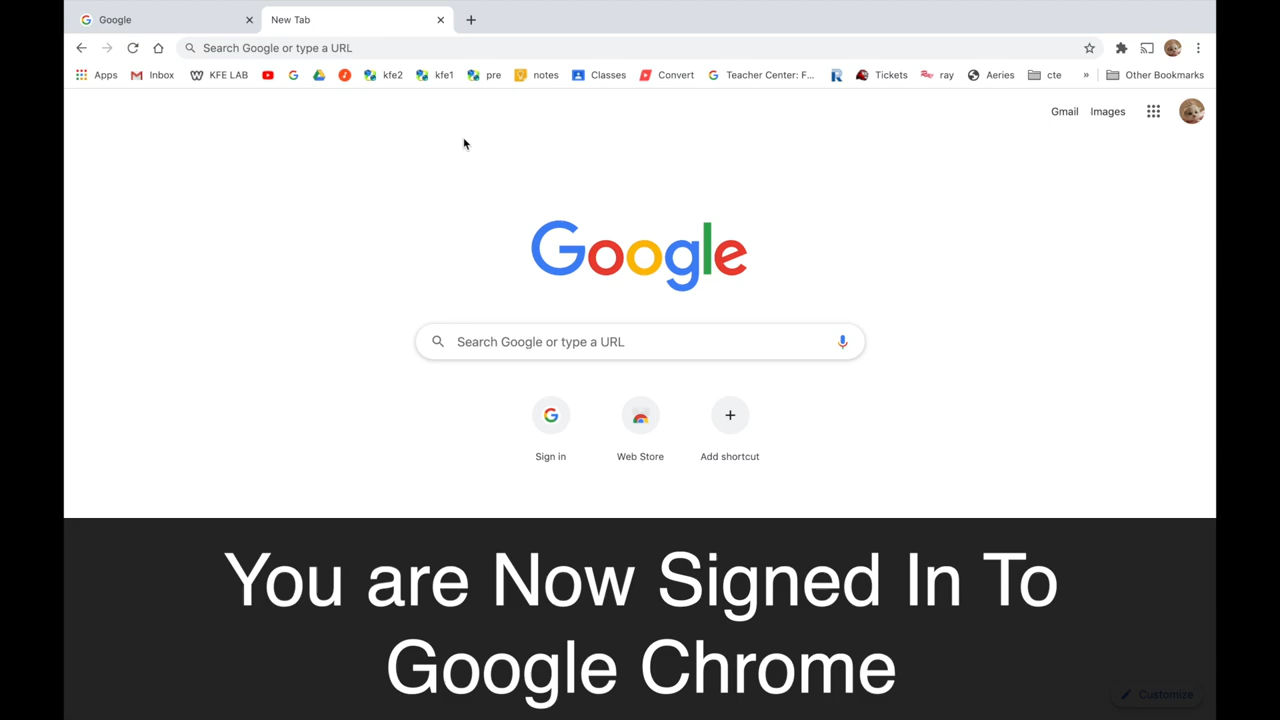 Google
New Tab
Search Google or type a URL
Apps Inbox KFE LAB kfe2 kfe1 pre notes Classes Convert Teacher Center: F... Tickets ray Aeries cte » Other Bookmarks
Gmail Images
Google
Search Google or type a URL
Sign in Web Store Add shortcut
You are Now Signed In To
Google Chrome
Customize